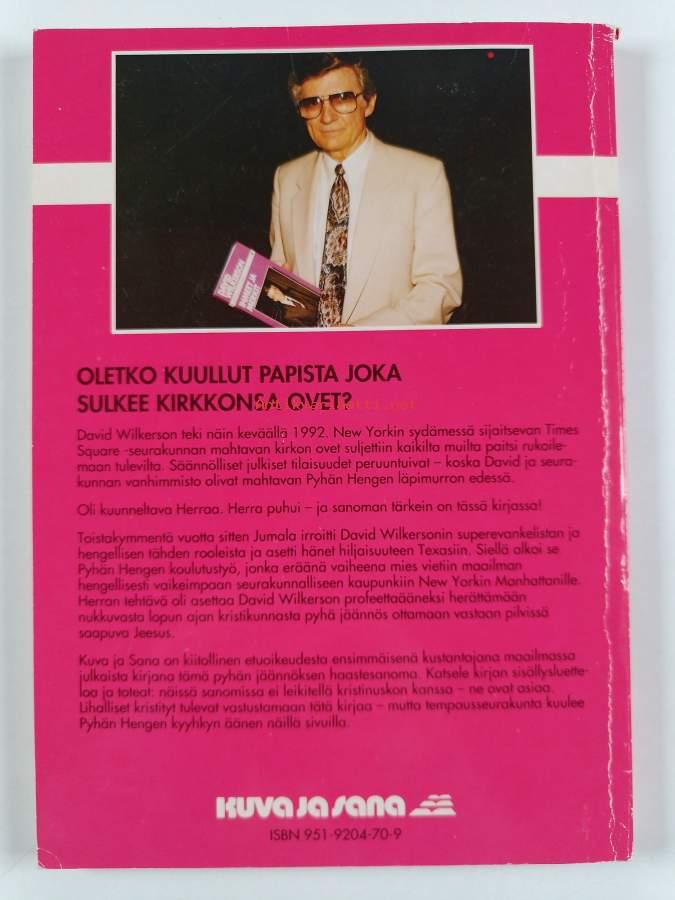 DAVID
WILKERSON
OLETKO KUULLUT PAPISTA JOKA
SULKEE KIRKKONSA OVET?
David Wilkerson teki näin keväällä 1992. New Yorkin sydämessä sijaitsevan Times
Square -seurakunnan mahtavan kirkon ovet suljettiin kaikilta muilta paitsi rukoile-
maan tulevilta. Säännölliset julkiset tilaisuudet peruuntuivat – koska David ja seura-
kunnan vanhimmisto olivat mahtavan Pyhän Hengen läpimurron edessä.
Oli kuunneltava Herraa. Herra puhui – ja sanoman tärkein on tässä kirjassa!
Toistakymmentä vuotta sitten Jumala irroitti David Wilkersonin superevankelistan ja
hengellisen tähden rooleista ja asetti hänet hiljaisuuteen Texasiin. Siellä alkoi se
Pyhän Hengen koulutustyö, jonka eräänä vaiheena mies vietiin maailman
hengellisesti vaikeimpaan seurakunnalliseen kaupunkiin New Yorkin Manhattanille.
Herran tehtävä oli asettaa David Wilkerson profeettaääneksi herättämään
nukkuvasta lopun ajan kristikunnasta pyhä jäännös ottamaan vastaan pilvissä
saapuva Jeesus.
Kuva ja Sana on kiitollinen etuoikeudesta ensimmäisenä kustantajana maailmassa
julkaista kirjana tämä pyhän jäännöksen haastesanoma. Katsele kirjan sisällysluette-
loa ja toteat: näissä sanomissa ei leikitellä kristinuskon kanssa – ne ovat asiaa.
Lihalliset kristityt tulevat vastustamaan tätä kirjaa – mutta tempausseurakunta kuulee
Pyhän Hengen kyyhkyn äänen näillä sivuilla.
kuva ja sana
ISBN 951-9204-70-9